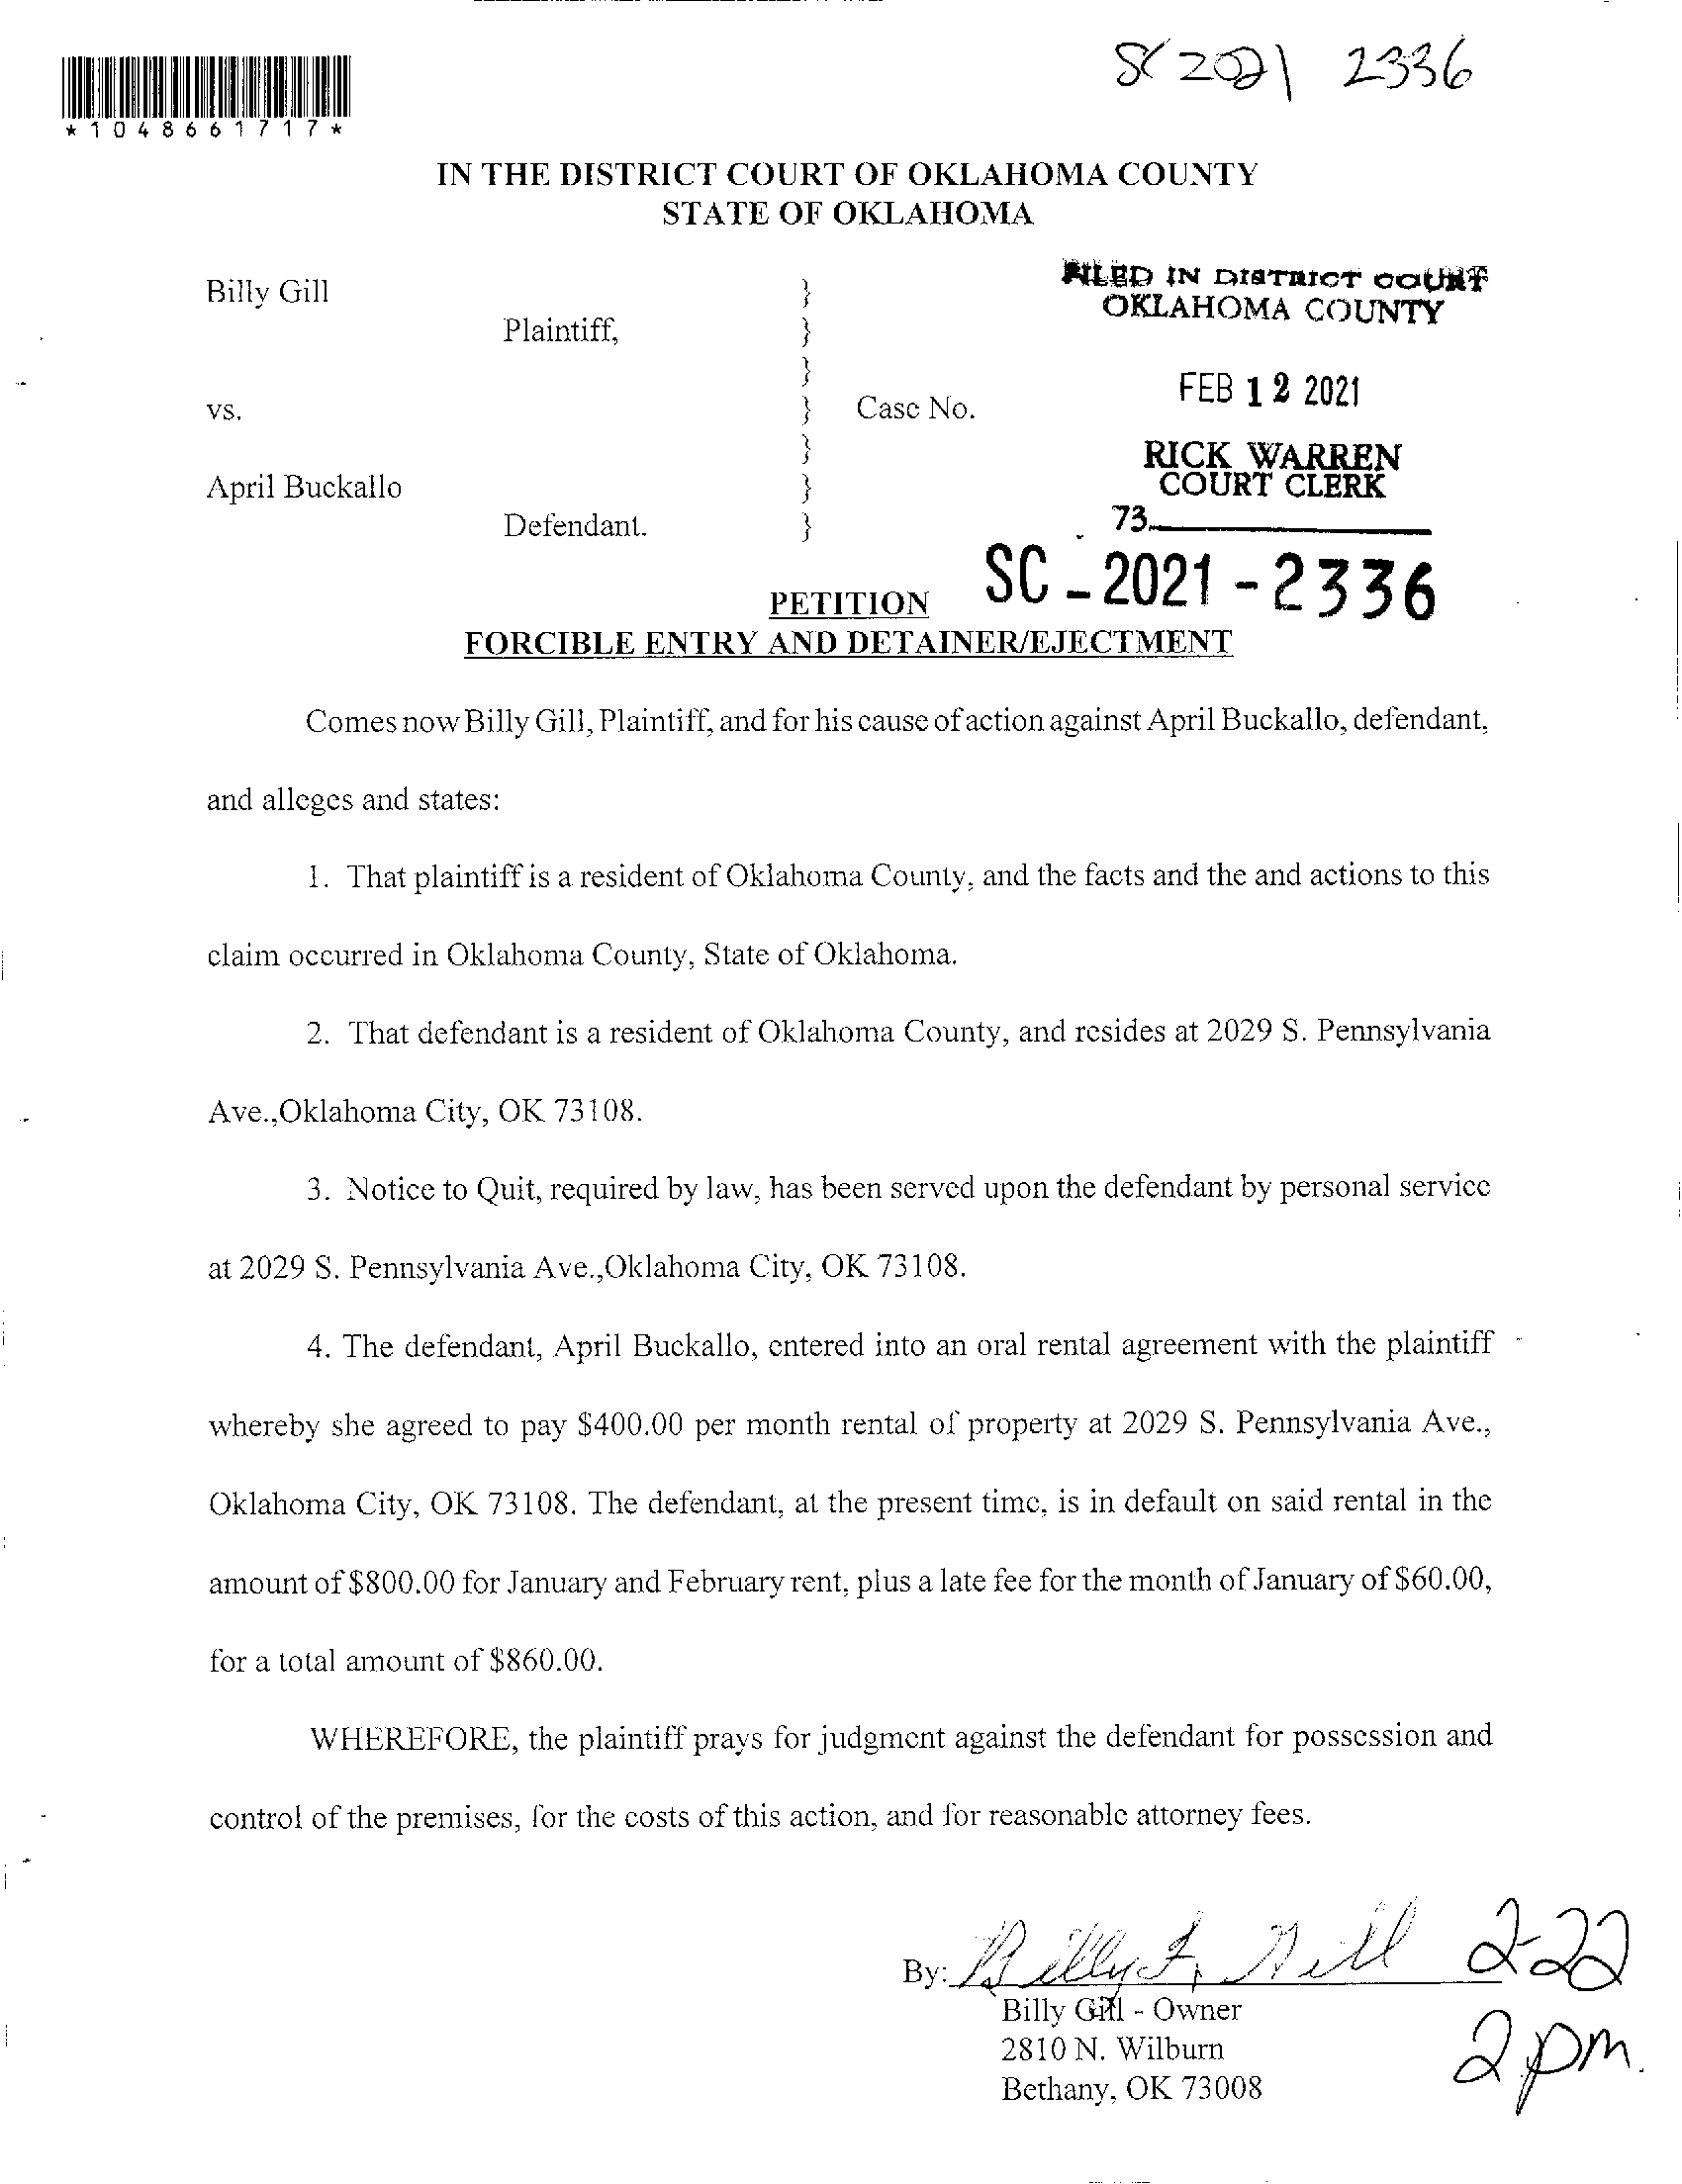 SC 2021 2336
*1048661717*
IN THE DISTRICT COURT OF OKLAHOMA COUNTY
STATE OF OKLAHOMA
FILED IN DISTRICT COURT
OKLAHOMA COUNTY
Billy Gill }
Plaintiff, }
}
FEB 12 2021
vs. } Case No.
}
RICK WARREN
COURT CLERK
April Buckallo }
73
Defendant. }
SC - 2021 - 2336
PETITION
FORCIBLE ENTRY AND DETAINER/EJECTMENT
Comes now Billy Gill, Plaintiff, and for his cause of action against April Buckallo, defendant,
and alleges and states:
1. That plaintiff is a resident of Oklahoma County, and the facts and the and actions to this
claim occurred in Oklahoma County, State of Oklahoma.
2. That defendant is a resident of Oklahoma County, and resides at 2029 S. Pennsylvania
Ave.,Oklahoma City, OK 73108.
3. Notice to Quit, required by law, has been served upon the defendant by personal service
at 2029 S. Pennsylvania Ave.,Oklahoma City, OK 73108.
4. The defendant, April Buckallo, entered into an oral rental agreement with the plaintiff
whereby she agreed to pay $400.00 per month rental of property at 2029 S. Pennsylvania Ave.,
Oklahoma City, OK 73108. The defendant, at the present time, is in default on said rental in the
amount of $800.00 for January and February rent, plus a late fee for the month of January of $60.00,
for a total amount of $860.00.
WHEREFORE, the plaintiff prays for judgment against the defendant for possession and
control of the premises, for the costs of this action, and for reasonable attorney fees.
By: Billy F. Gill 2-22
Billy Gill - Owner
2810 N. Wilburn
2pm.
Bethany, OK 73008